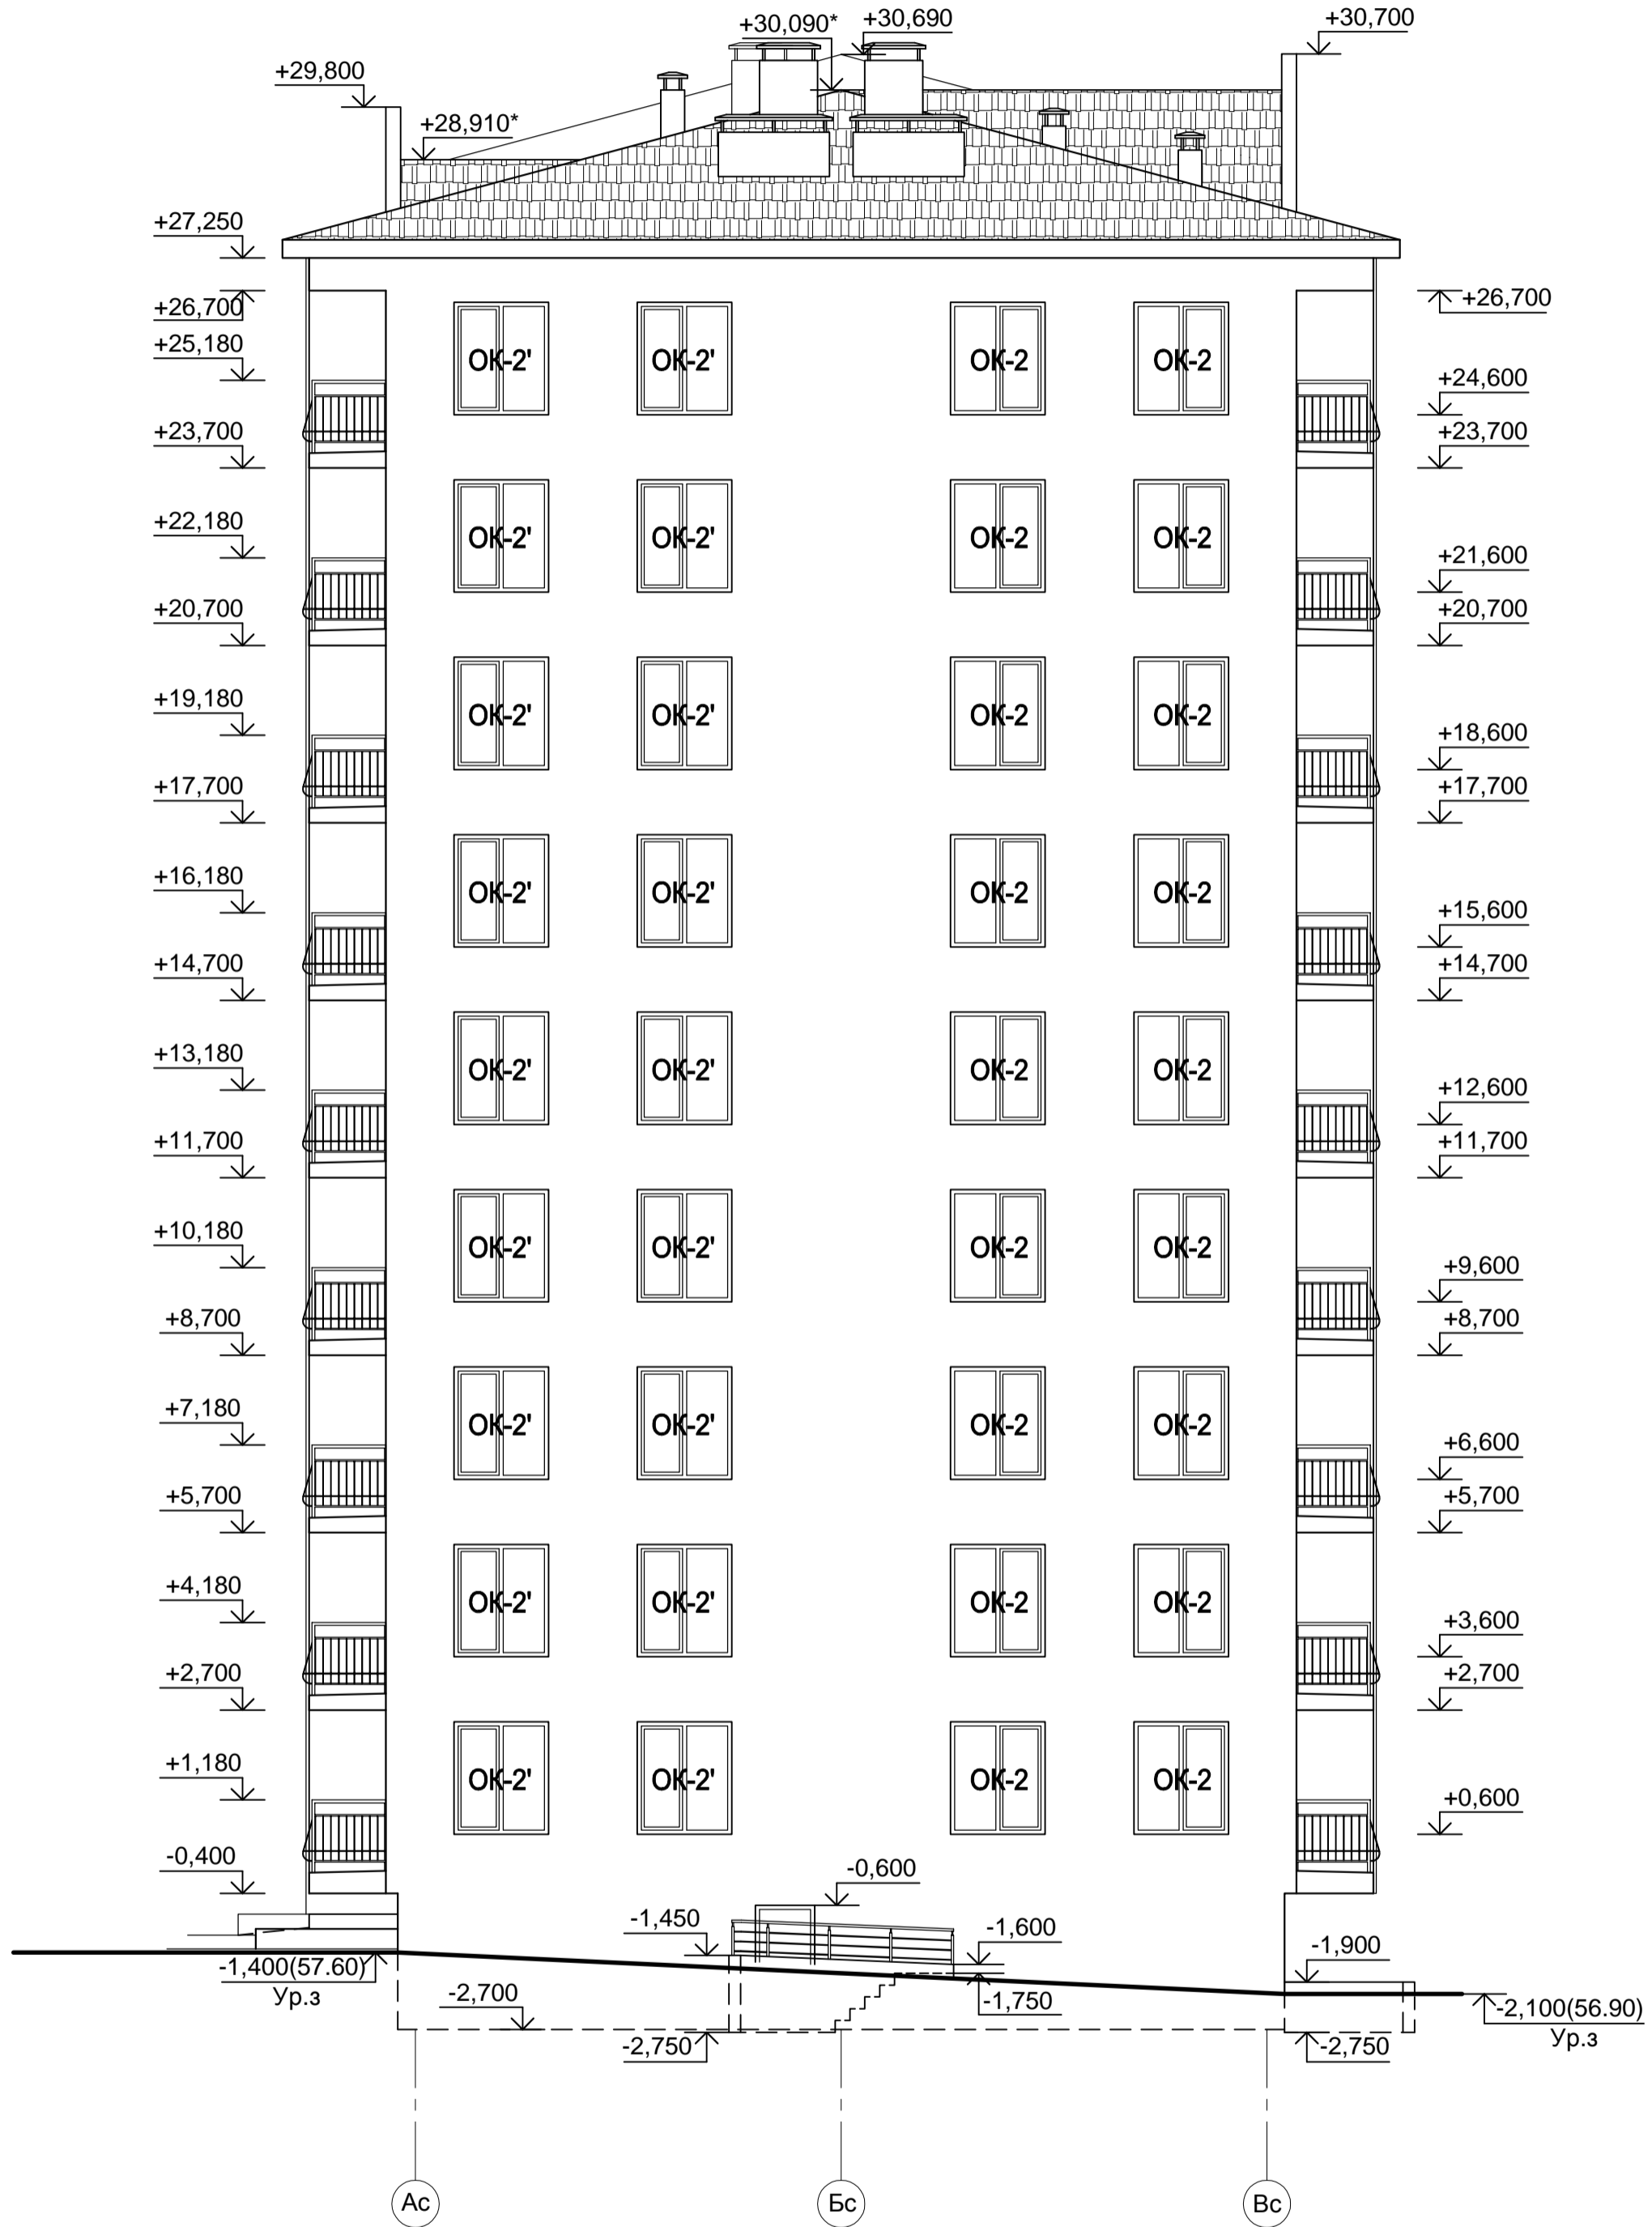 +30,090* +30,690 +30,700
+29,800
+28,910*
+27,250
+26,700 +26,700
+25,180
ОК-2' ОК-2' ОК-2 ОК-2
+24,600
+23,700 +23,700
+22,180
ОК-2' ОК-2' ОК-2 ОК-2
+21,600
+20,700 +20,700
+19,180
ОК-2' ОК-2' ОК-2 ОК-2
+18,600
+17,700 +17,700
+16,180
ОК-2' ОК-2' ОК-2 ОК-2
+15,600
+14,700 +14,700
+13,180
ОК-2' ОК-2' ОК-2 ОК-2
+12,600
+11,700 +11,700
+10,180
ОК-2' ОК-2' ОК-2 ОК-2
+9,600
+8,700 +8,700
+7,180
ОК-2' ОК-2' ОК-2 ОК-2
+6,600
+5,700 +5,700
+4,180
ОК-2' ОК-2' ОК-2 ОК-2
+3,600
+2,700 +2,700
+1,180
ОК-2' ОК-2' ОК-2 ОК-2
+0,600
-0,400
-0,600
-1,450 -1,600
-1,900
-1,400(57.60)
Ур.з
-2,700 -1,750
-2,100(56.90)
Ур.з
-2,750 -2,750
Ас Бс Вс